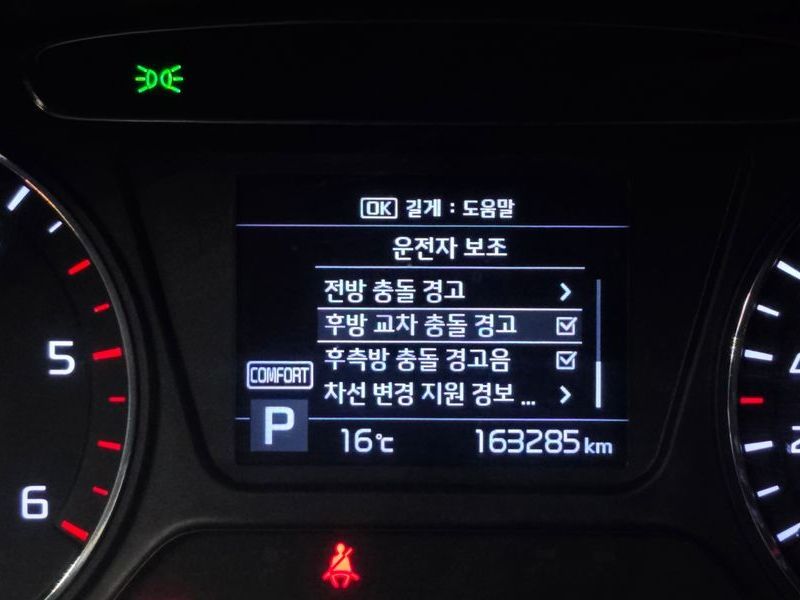 OK 길게 : 도움말
운전자 보조
전방 충돌 경고
후방 교차 충돌 경고
후측방 충돌 경고음
차선 변경 지원 경보 ...
COMFORT
P
16℃
163285 km
5
6